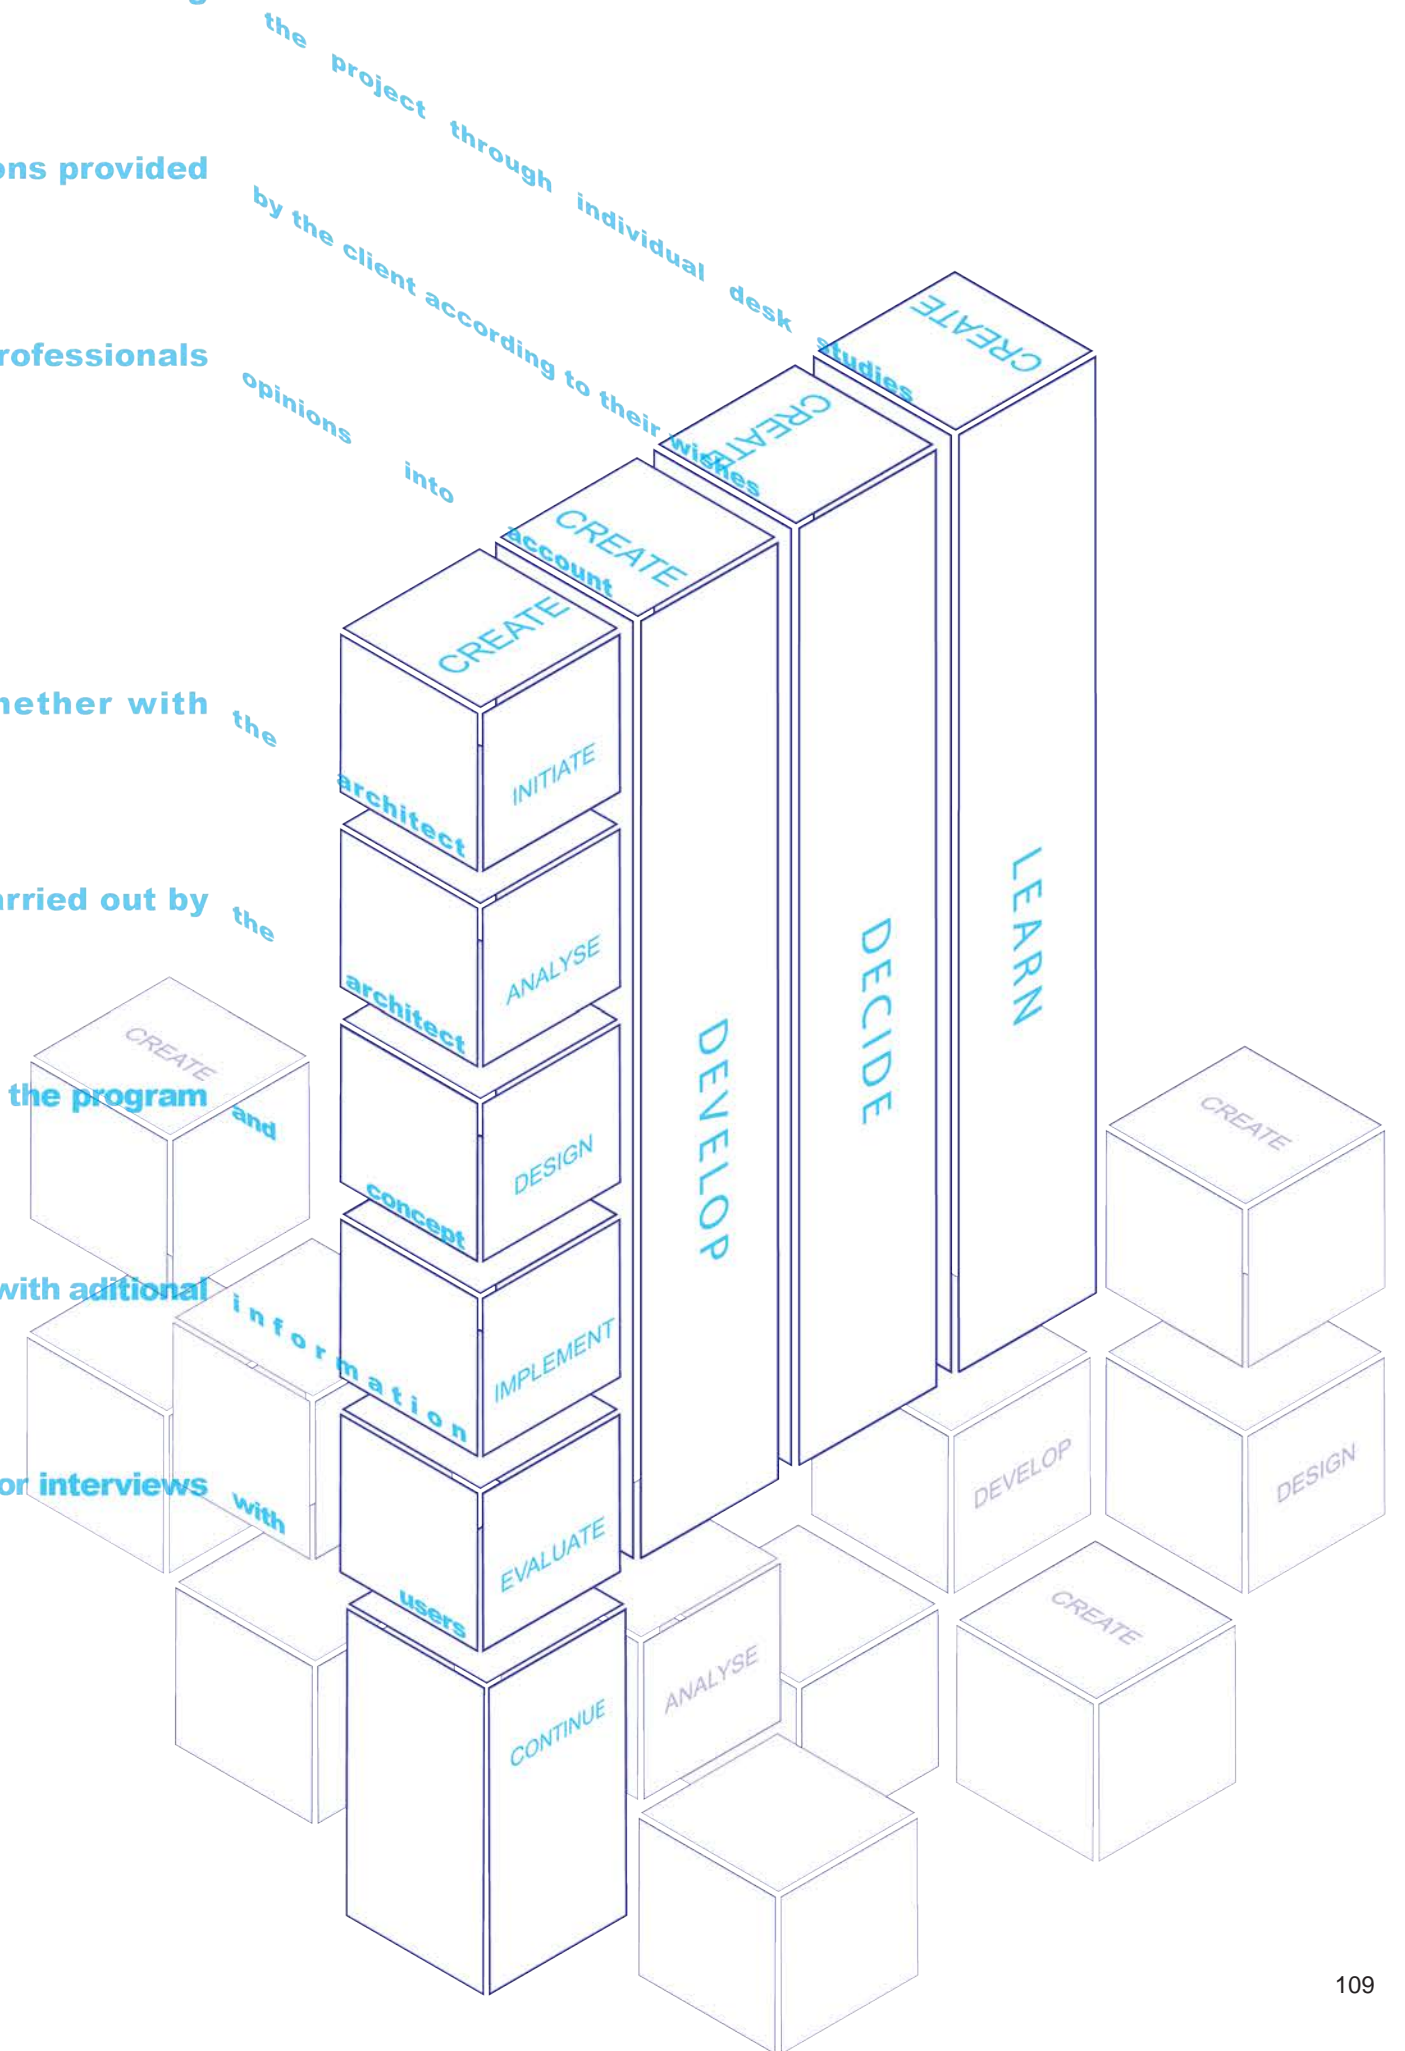 the project through individual desk studies
ons provided by the client according to their wishes
rofessionals opinions into account
hether with the architect
arried out by the architect
the program and concept
with aditional information
or interviews with users
CREATE
CREATE
CREATE
CREATE
INITIATE
ANALYSE
DESIGN
IMPLEMENT
EVALUATE
CONTINUE
DEVELOP
DECIDE
LEARN
CREATE
CREATE
DEVELOP
DESIGN
CREATE
ANALYSE
109